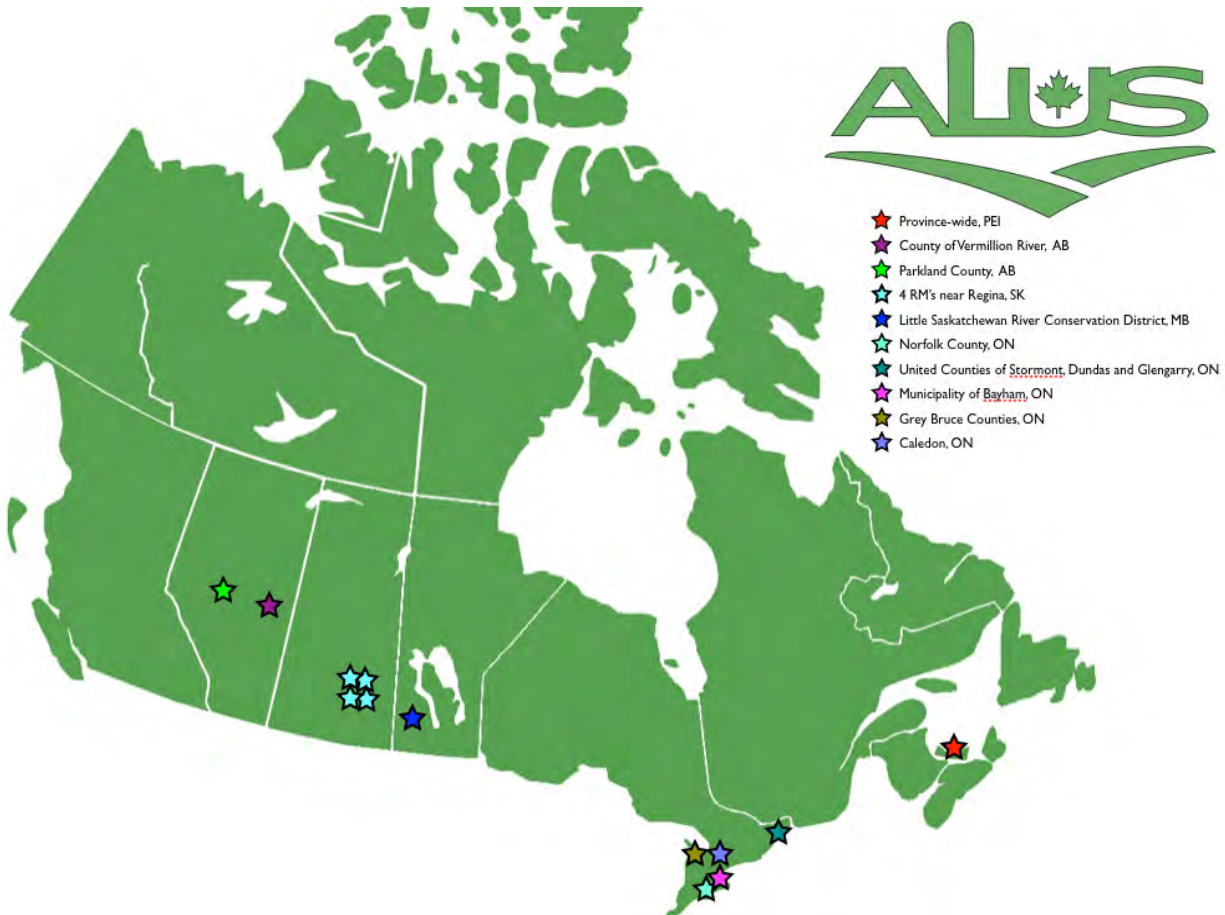 ALUS
Province-wide, PEI
County of Vermillion River, AB
Parkland County, AB
4 RM's near Regina, SK
Little Saskatchewan River Conservation District, MB
Norfolk County, ON
United Counties of Stormont, Dundas and Glengarry, ON
Municipality of Bayham, ON
Grey Bruce Counties, ON
Caledon, ON